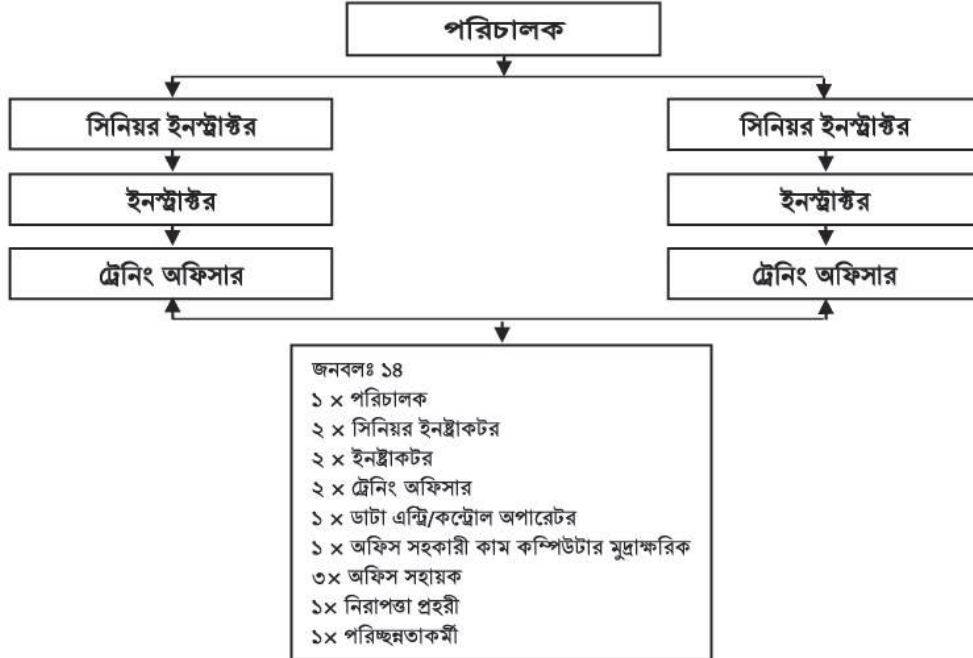 পরিচালক
সিনিয়র ইনস্ট্রাক্টর
সিনিয়র ইনস্ট্রাক্টর
ইনস্ট্রাক্টর
ইনস্ট্রাক্টর
ট্রেনিং অফিসার
ট্রেনিং অফিসার
জনবলঃ ১৪
১ × পরিচালক
২ × সিনিয়র ইনষ্ট্রাকটর
২ × ইনষ্ট্রাকটর
২ × ট্রেনিং অফিসার
১ × ডাটা এন্ট্রি/কন্ট্রোল অপারেটর
১ × অফিস সহকারী কাম কম্পিউটার মুদ্রাক্ষরিক
৩× অফিস সহায়ক
১× নিরাপত্তা প্রহরী
১× পরিচ্ছন্নতাকর্মী